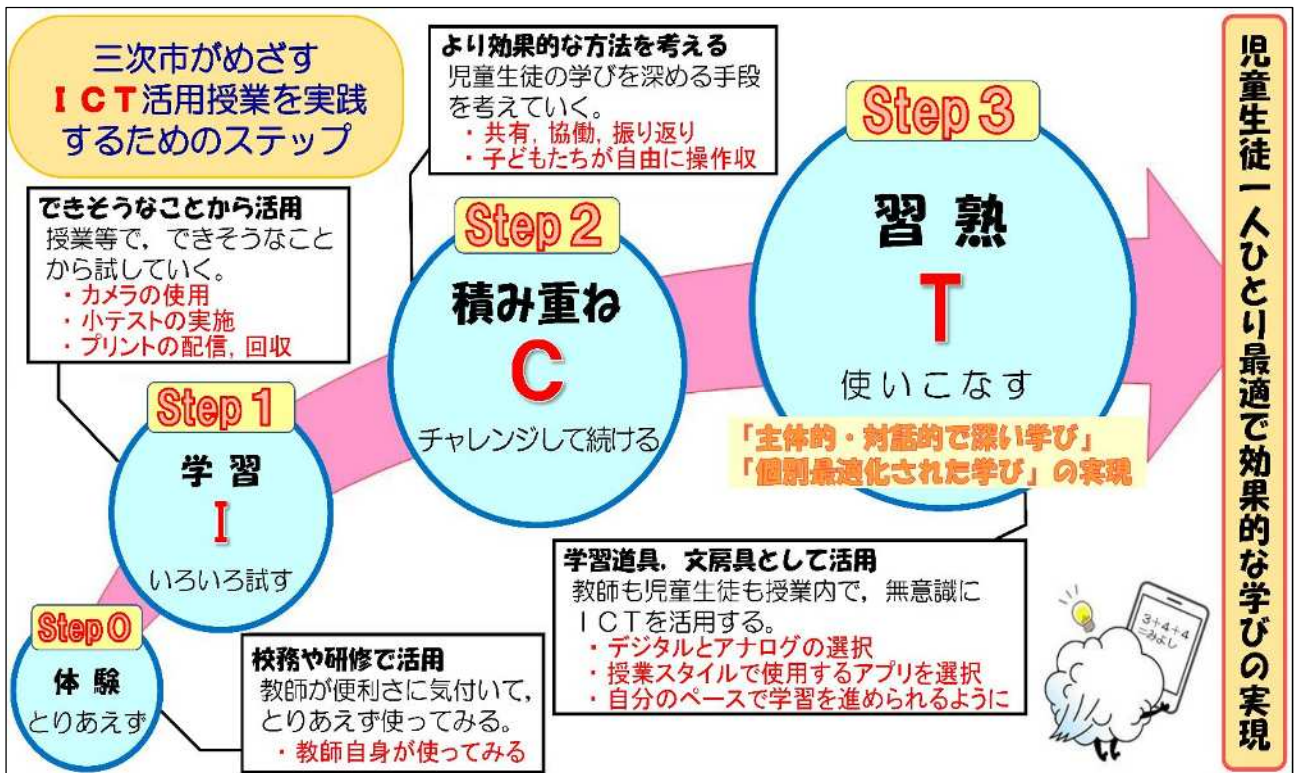 三次市がめざす
ＩＣＴ活用授業を実践
するためのステップ
Step 0
体 験
とりあえず
校務や研修で活用
教師が便利さに気付いて，
とりあえず使ってみる。
・教師自身が使ってみる
Step 1
学 習
I
いろいろ試す
できそうなことから活用
授業等で，できそうなこと
から試していく。
・カメラの使用
・小テストの実施
・プリントの配信，回収
Step 2
積み重ね
C
チャレンジして続ける
より効果的な方法を考える
児童生徒の学びを深める手段
を考えていく。
・共有，協働，振り返り
・子どもたちが自由に操作収
Step 3
習 熟
T
使いこなす
「主体的・対話的で深い学び」
「個別最適化された学び」の実現
学習道具，文房具として活用
教師も児童生徒も授業内で，無意識に
ＩＣＴを活用する。
・デジタルとアナログの選択
・授業スタイルで使用するアプリを選択
・自分のペースで学習を進められるように
3+4+4
=みよし
児童生徒一人ひとり最適で効果的な学びの実現